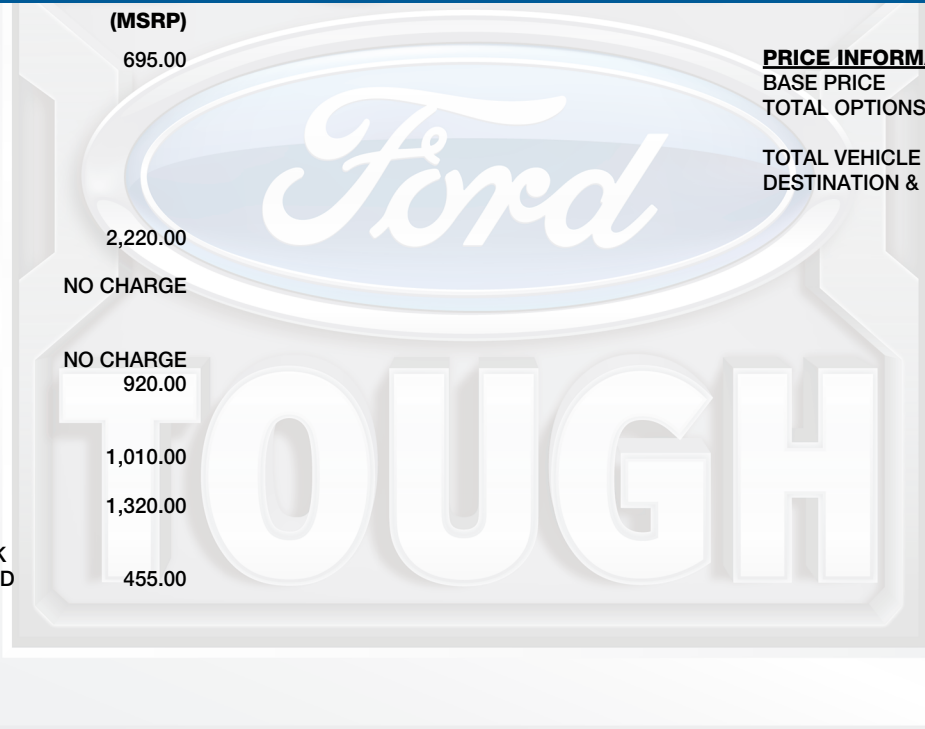 (MSRP)
695.00
2,220.00
NO CHARGE
NO CHARGE
920.00
1,010.00
1,320.00
K
D 455.00
PRICE INFORMA
BASE PRICE
TOTAL OPTIONS
TOTAL VEHICLE
DESTINATION &
Ford
TOUGH